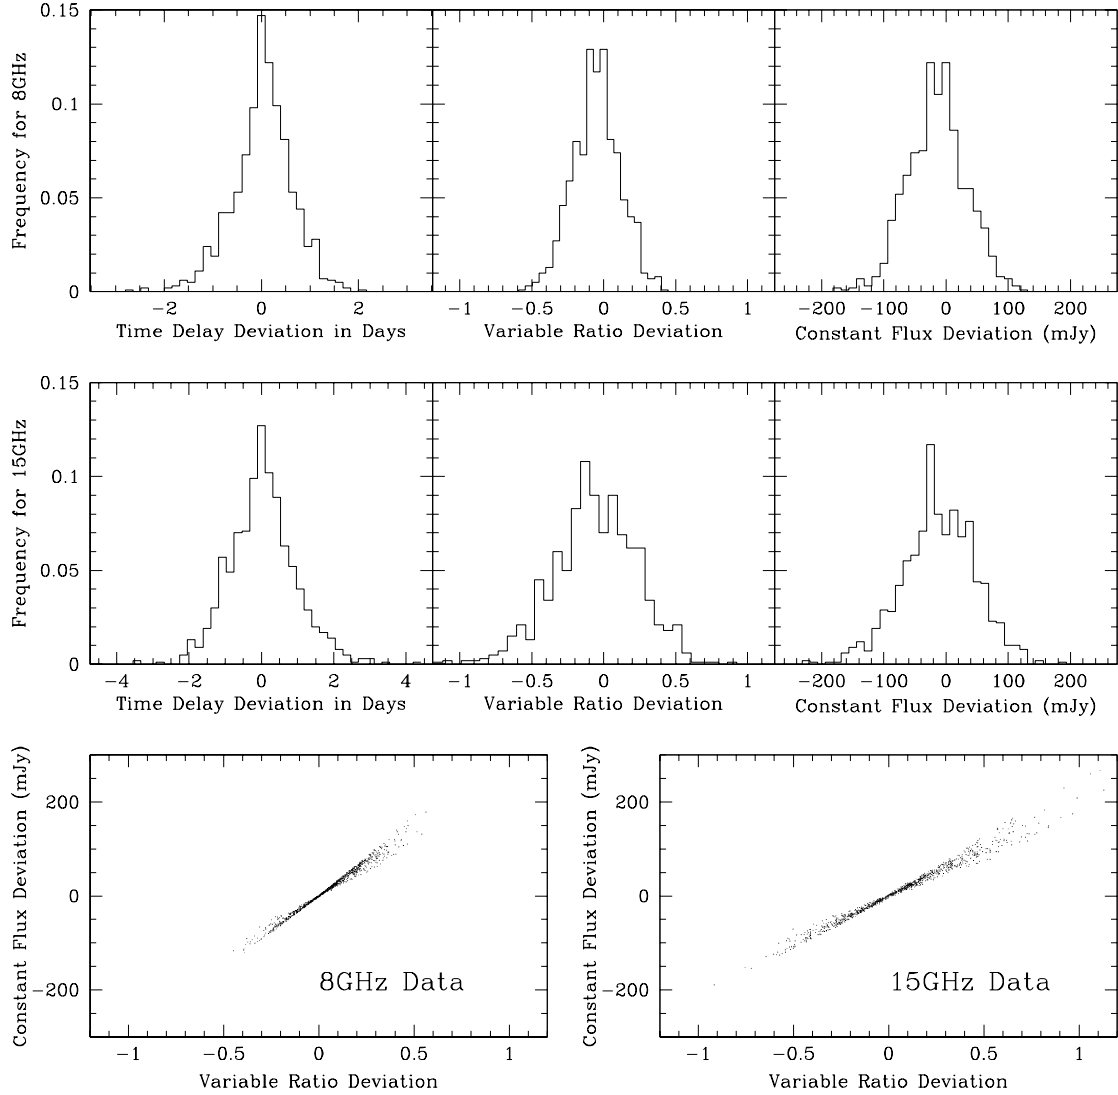 0.15
0.1
0.05
0
Frequency for 8GHz
−2 0 2
Time Delay Deviation in Days
−1 −0.5 0 0.5 1
Variable Ratio Deviation
−200 −100 0 100 200
Constant Flux Deviation (mJy)
0.15
0.1
0.05
0
Frequency for 15GHz
−4 −2 0 2 4
Time Delay Deviation in Days
−1 −0.5 0 0.5 1
Variable Ratio Deviation
−200 −100 0 100 200
Constant Flux Deviation (mJy)
Constant Flux Deviation (mJy)
200
0
−200
8GHz Data
−1 −0.5 0 0.5 1
Variable Ratio Deviation
Constant Flux Deviation (mJy)
200
0
−200
15GHz Data
−1 −0.5 0 0.5 1
Variable Ratio Deviation